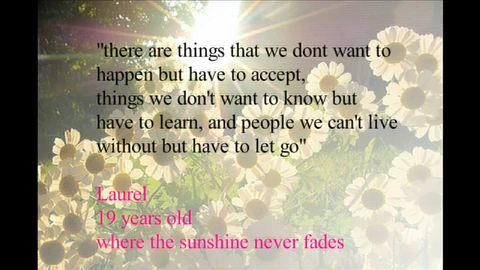 "there are things that we dont want to
happen but have to accept,
things we don't want to know but
have to learn, and people we can't live
without but have to let go"
Laurel
19 years old
where the sunshine never fades